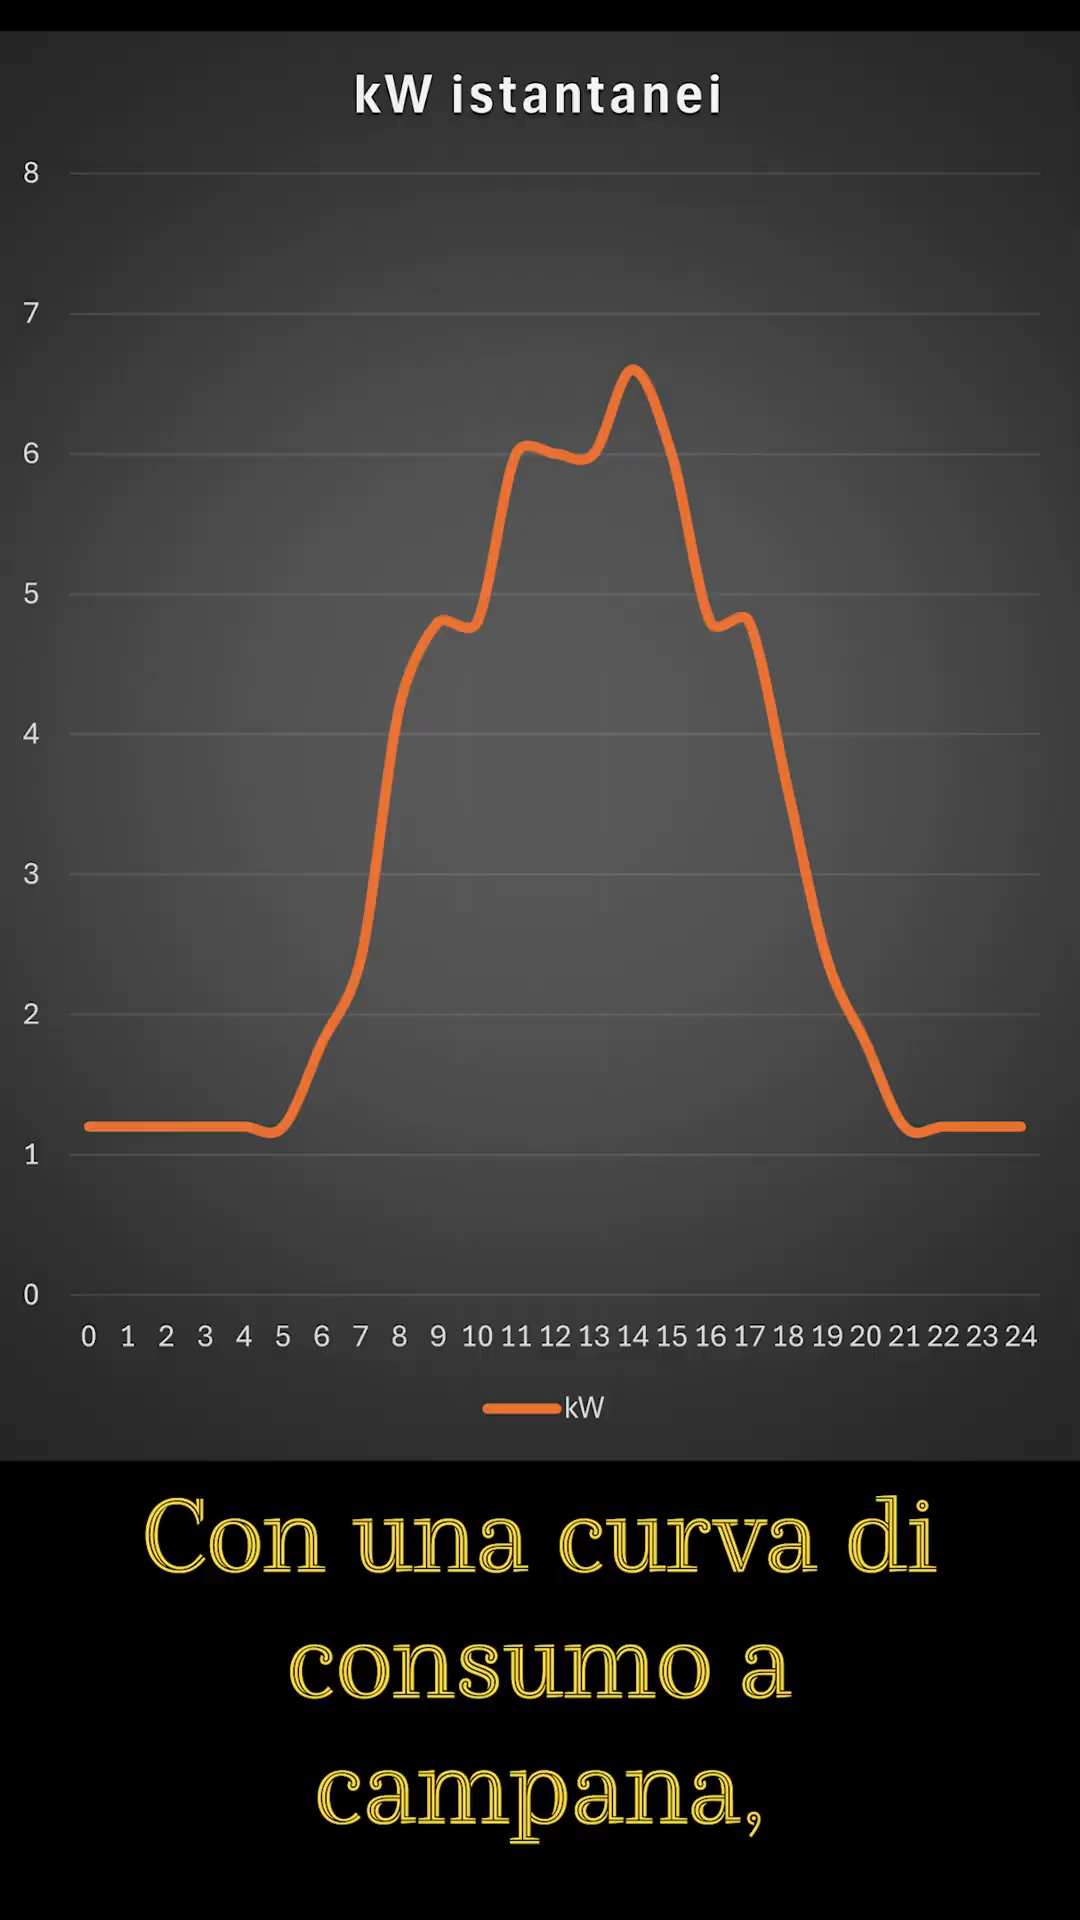 kW istantanei
8
7
6
5
4
3
2
1
0
0 1 2 3 4 5 6 7 8 9 10 11 12 13 14 15 16 17 18 19 20 21 22 23 24
kW
Con una curva di
consumo a
campana,